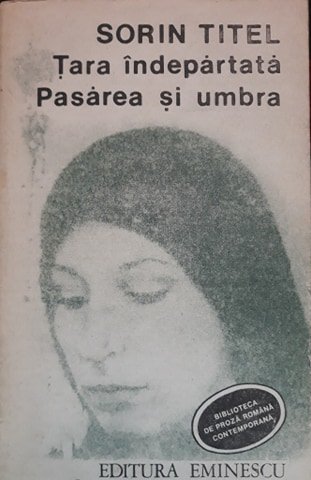 SORIN TITEL
Țara îndepărtată
Pasărea și umbra
BIBLIOTECA
DE PROZĂ ROMÂNĂ
CONTEMPORANĂ
EDITURA EMINESCU